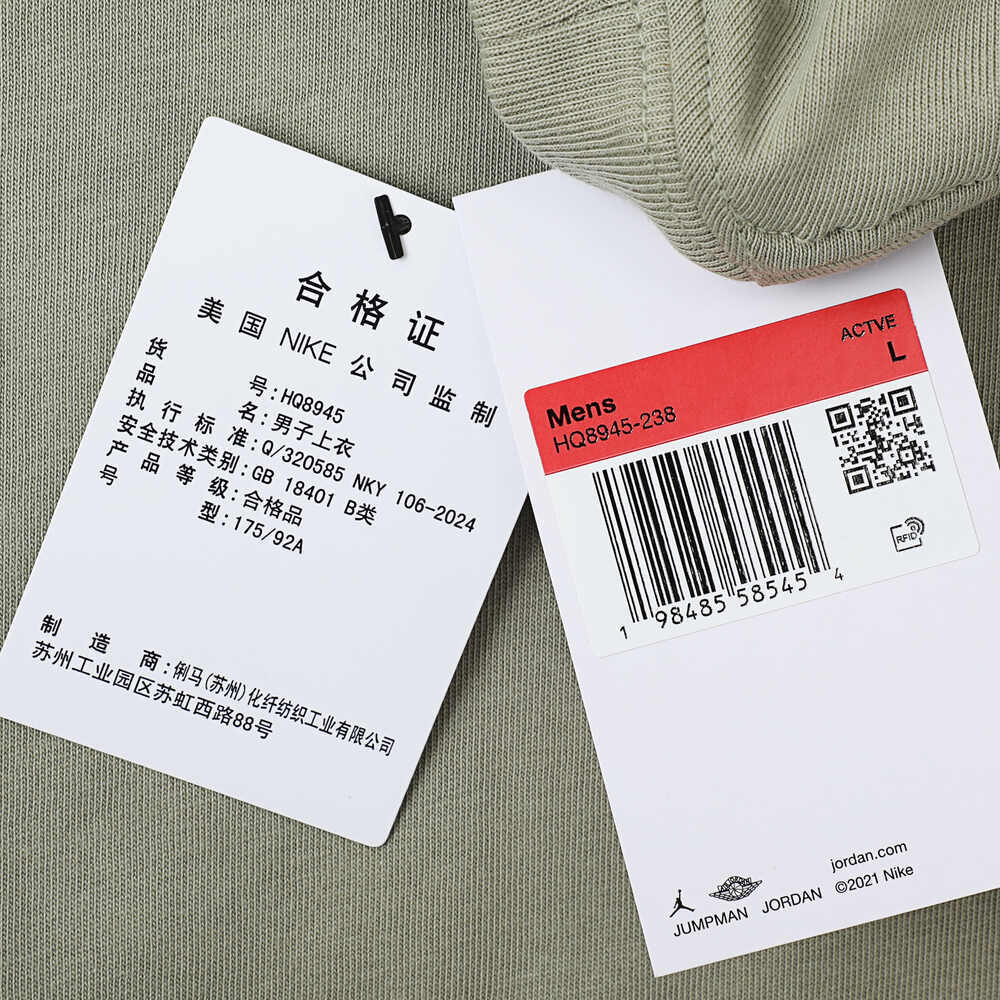 合格证
美国 NIKE 公司监制
货号:HQ8945
品名:男子上衣
执行标准:Q/320585 NKY 106-2024
安全技术类别:GB 18401 B类
产品等级:合格品
号型:175/92A
制造商:俐马(苏州)化纤纺织工业有限公司
苏州工业园区苏虹西路88号
ACTVE
L
Mens
HQ8945-238
RFID
1 98485 58545 4
jordan.com
©2021 Nike
JUMPMAN JORDAN